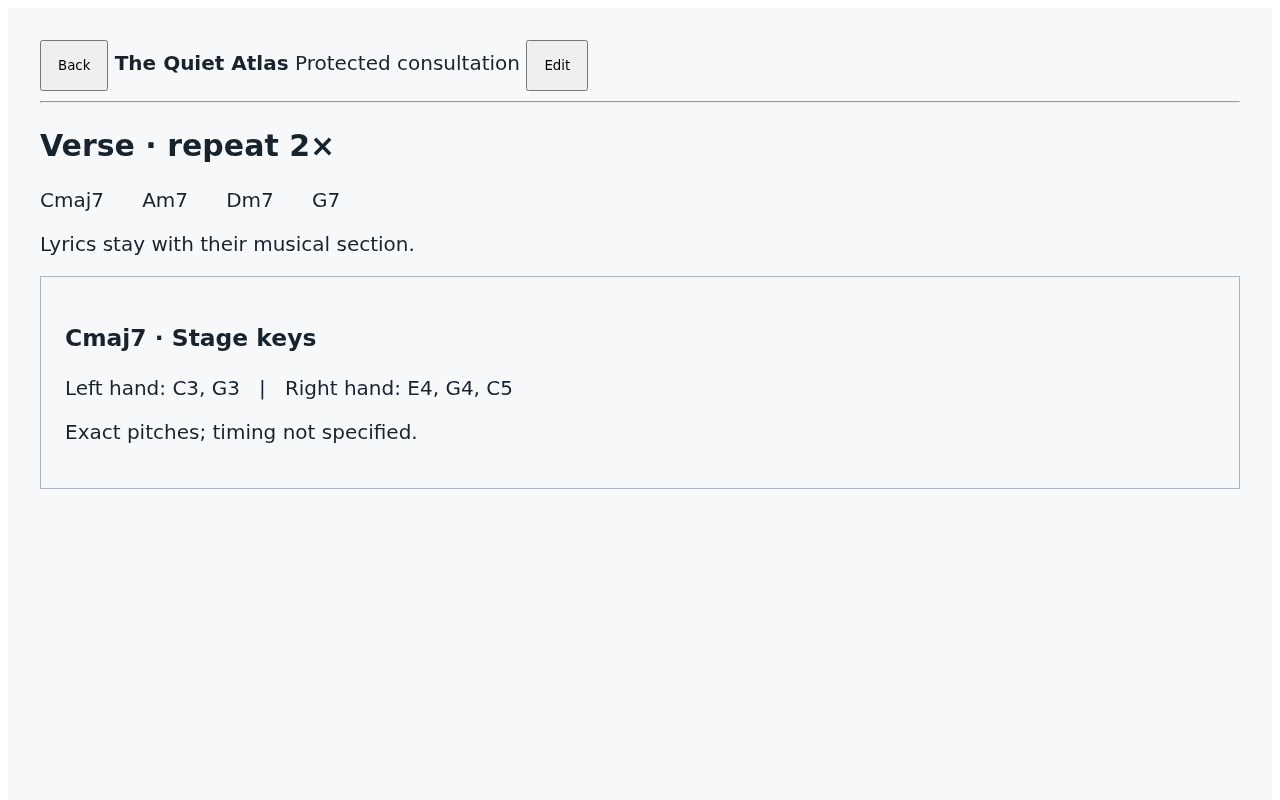 Back The Quiet Atlas Protected consultation Edit
Verse · repeat 2×
Cmaj7 Am7 Dm7 G7
Lyrics stay with their musical section.
Cmaj7 · Stage keys
Left hand: C3, G3 | Right hand: E4, G4, C5
Exact pitches; timing not specified.